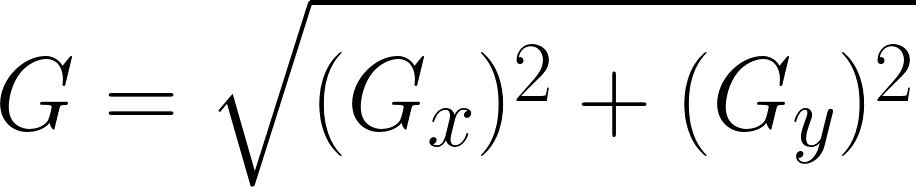 G = √(G_x)² + (G_y)²